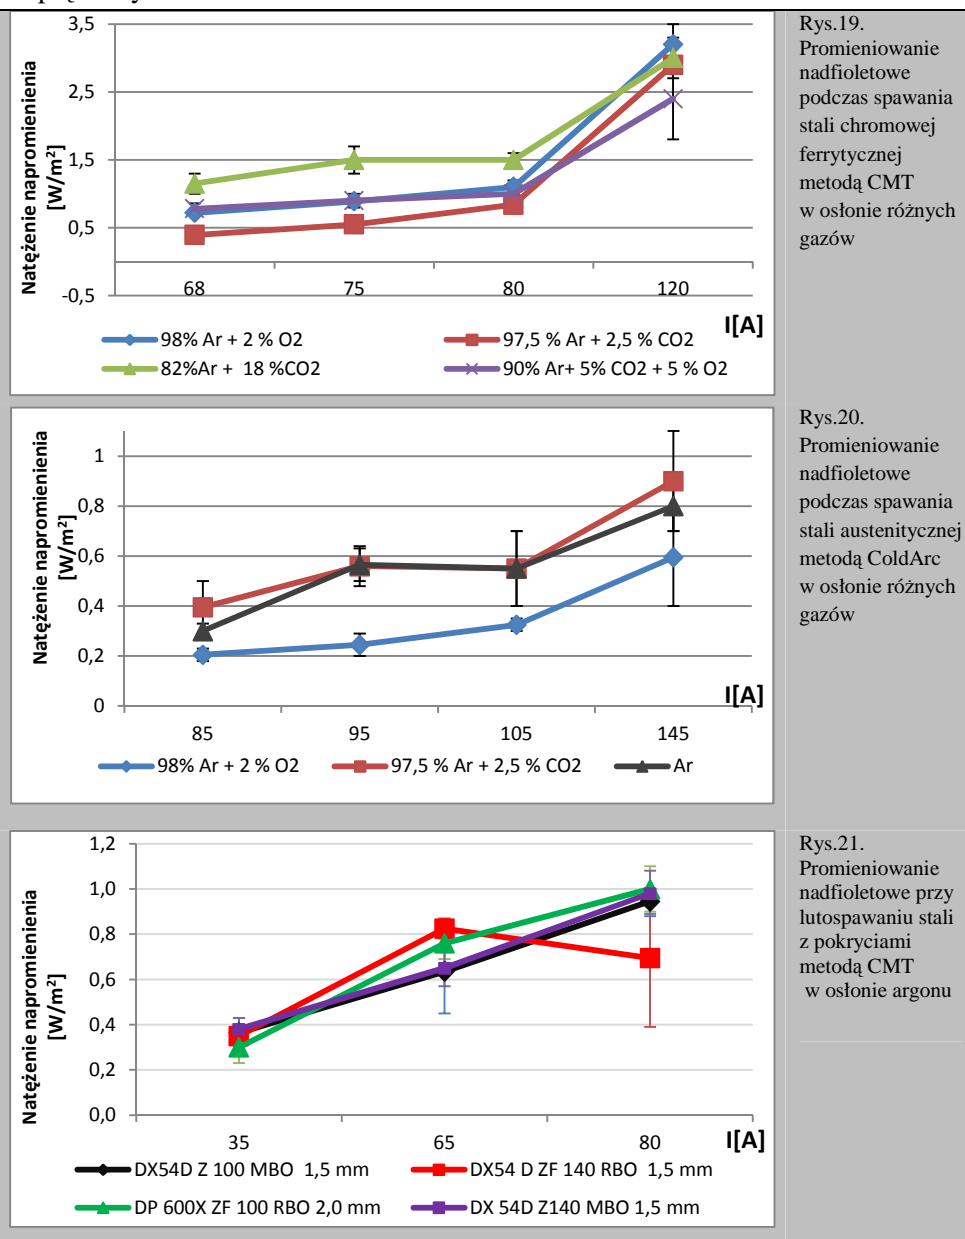 Natężenie napromienienia
[W/m²]
3,5
2,5
1,5
0,5
-0,5
68 75 80 120
I[A]
98% Ar + 2 % O2 97,5 % Ar + 2,5 % CO2
82%Ar + 18 %CO2 90% Ar+ 5% CO2 + 5 % O2
Rys.19.
Promieniowanie
nadfioletowe
podczas spawania
stali chromowej
ferrytycznej
metodą CMT
w osłonie różnych
gazów
Natężenie napromienienia
[W/m²]
1
0,8
0,6
0,4
0,2
0
I[A]
85 95 105 145
98% Ar + 2 % O2 97,5 % Ar + 2,5 % CO2 Ar
Rys.20.
Promieniowanie
nadfioletowe
podczas spawania
stali austenitycznej
metodą ColdArc
w osłonie różnych
gazów
Natężenie napromienienia
[W/m²]
1,2
1,0
0,8
0,6
0,4
0,2
0,0
35 65 80 I[A]
DX54D Z 100 MBO 1,5 mm DX54 D ZF 140 RBO 1,5 mm
DP 600X ZF 100 RBO 2,0 mm DX 54D Z140 MBO 1,5 mm
Rys.21.
Promieniowanie
nadfioletowe przy
lutospawaniu stali
z pokryciami
metodą CMT
w osłonie argonu